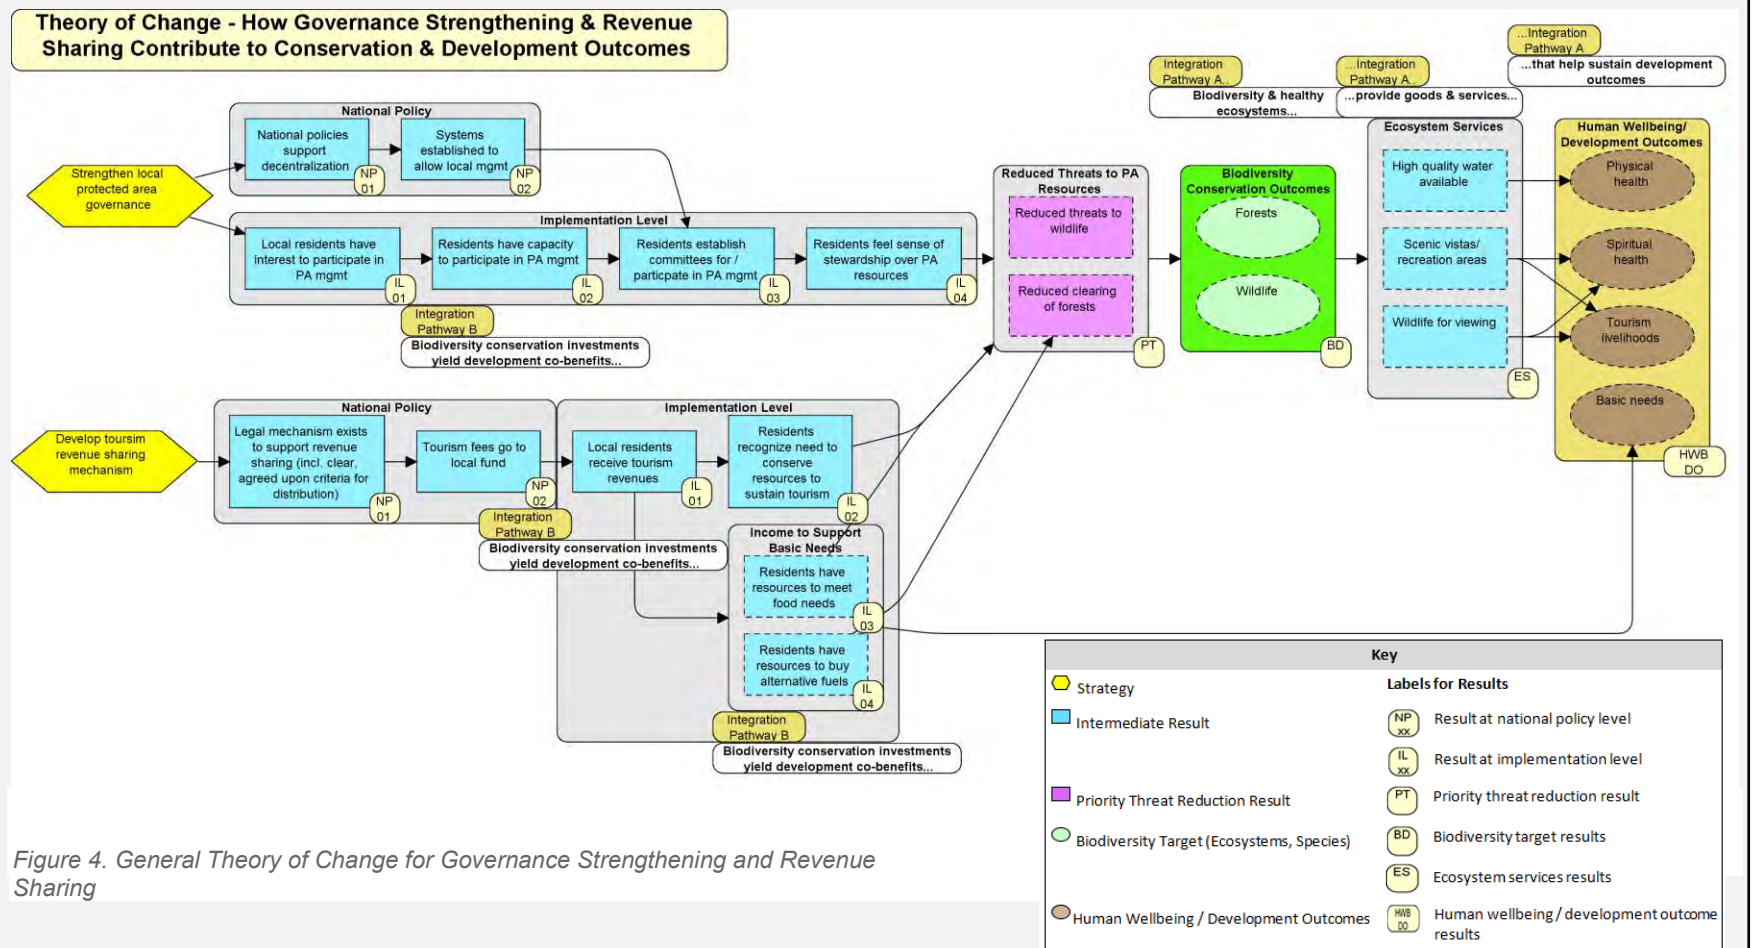 Theory of Change - How Governance Strengthening & Revenue
Sharing Contribute to Conservation & Development Outcomes
...Integration
Pathway A
...that help sustain development
outcomes
Integration
Pathway A..
Biodiversity & healthy
ecosystems...
...Integration
Pathway A..
...provide goods & services...
National Policy
National policies
support
decentralization
NP
01
Systems
established to
allow local mgmt
NP
02
Strengthen local
protected area
governance
Implementation Level
Local residents have
interest to participate in
PA mgmt
IL
01
Residents have capacity
to participate in PA mgmt
IL
02
Residents establish
committees for /
particpate in PA mgmt
IL
03
Residents feel sense of
stewardship over PA
resources
IL
04
Integration
Pathway B
Biodiversity conservation investments
yield development co-benefits...
Reduced Threats to PA
Resources
Reduced threats to
wildlife
Reduced clearing
of forests
PT
Biodiversity
Conservation Outcomes
Forests
Wildlife
BD
Ecosystem Services
High quality water
available
Scenic vistas/
recreation areas
Wildlife for viewing
ES
Human Wellbeing/
Development Outcomes
Physical
health
Spiritual
health
Tourism
livelihoods
Basic needs
HWB
DO
Develop toursim
revenue sharing
mechanism
National Policy
Legal mechanism exists
to support revenue
sharing (incl. clear,
agreed upon criteria for
distribution)
NP
01
Tourism fees go to
local fund
NP
02
Integration
Pathway B
Biodiversity conservation investments
yield development co-benefits...
Implementation Level
Local residents
receive tourism
revenues
IL
01
Residents
recognize need to
conserve
resources to
sustain tourism
IL
02
Income to Support
Basic Needs
Residents have
resources to meet
food needs
IL
03
Residents have
resources to buy
alternative fuels
IL
04
Integration
Pathway B
Biodiversity conservation investments
yield development co-benefits...
Key
Strategy
Intermediate Result
Priority Threat Reduction Result
Biodiversity Target (Ecosystems, Species)
Human Wellbeing / Development Outcomes
Labels for Results
NP
xx
Result at national policy level
IL
xx
Result at implementation level
PT
Priority threat reduction result
BD
Biodiversity target results
ES
Ecosystem services results
HWB
DO
Human wellbeing / development outcome
results
Figure 4. General Theory of Change for Governance Strengthening and Revenue
Sharing